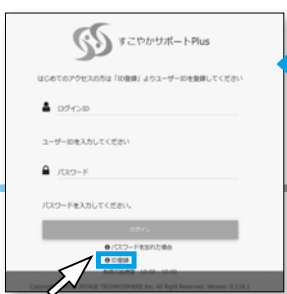 すこやかサポートPlus
はじめてのアクセスの方は「ID登録」よりユーザーIDを登録してください
ログインID
ユーザーIDを入力してください
パスワード
パスワードを入力してください。
ログイン
パスワードを忘れた場合
ID登録
Inc. All Right Reserved. Version: